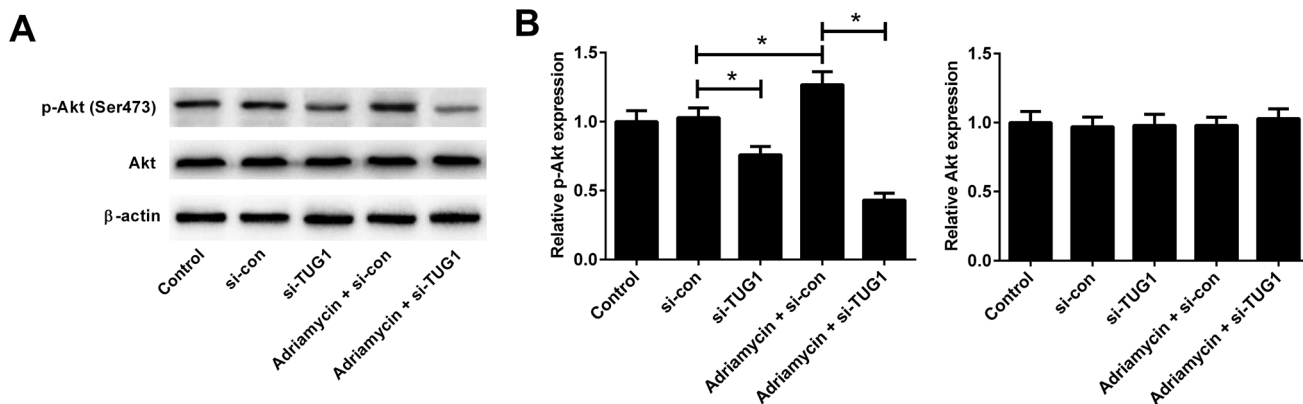 A
p-Akt (Ser473)
Akt
β-actin
Control
si-con
si-TUG1
Adriamycin + si-con
Adriamycin + si-TUG1
B
Relative p-Akt expression
1.5
1.0
0.5
0.0
*
*
*
Control
si-con
si-TUG1
Adriamycin + si-con
Adriamycin + si-TUG1
Relative Akt expression
1.5
1.0
0.5
0.0
Control
si-con
si-TUG1
Adriamycin + si-con
Adriamycin + si-TUG1